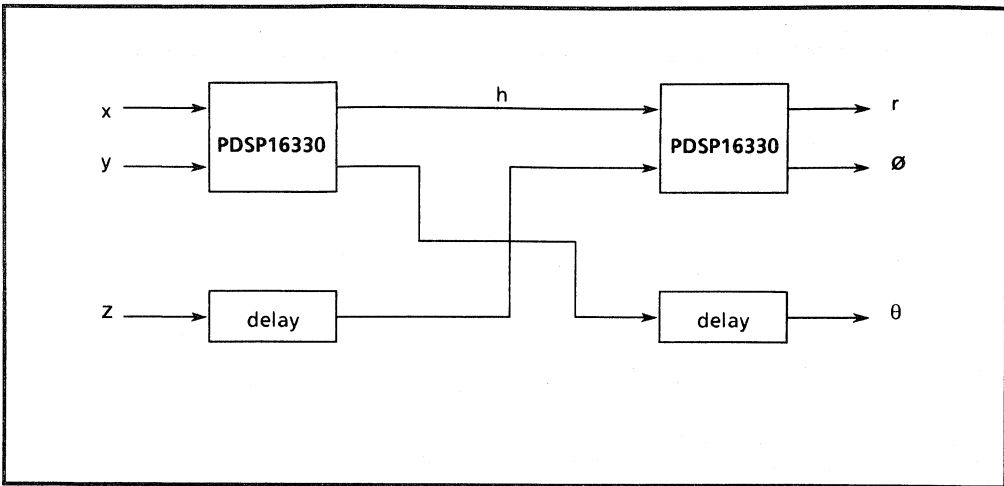 x
y
PDSP16330
h
PDSP16330
r
ø
z
delay
delay
θ